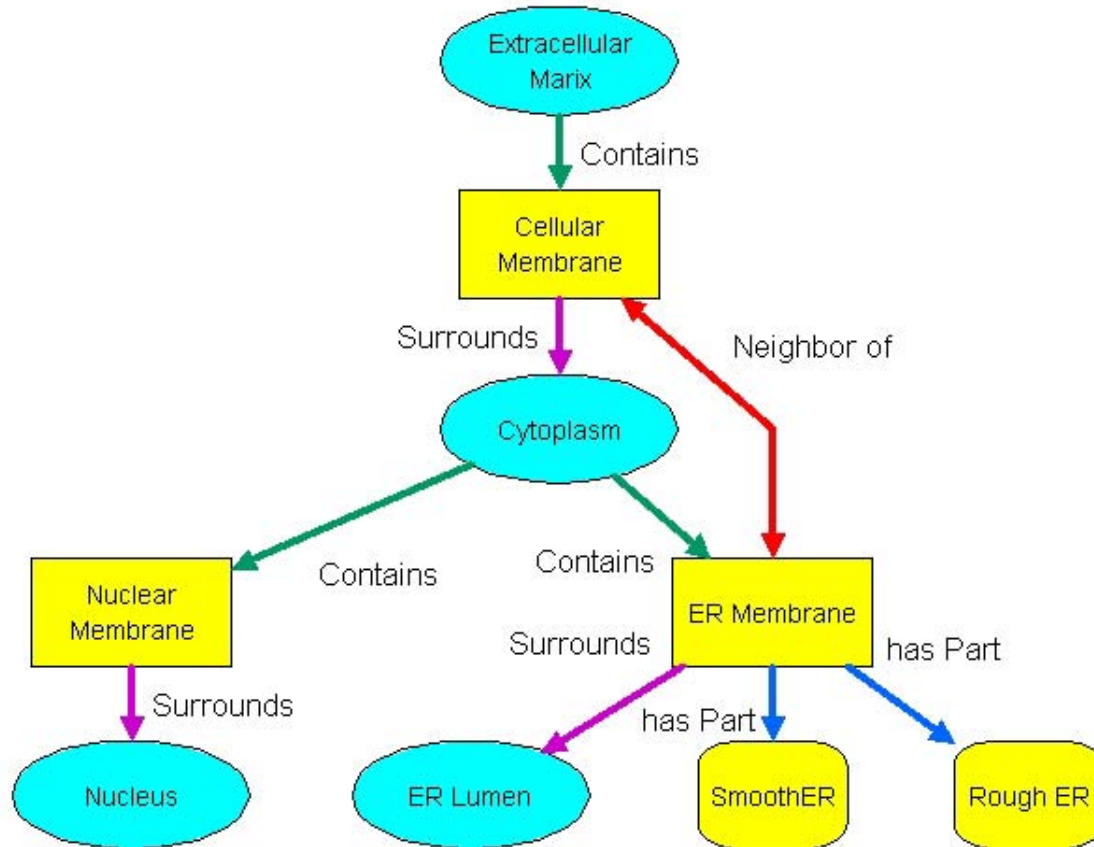 Extracellular
Marix
Contains
Cellular
Membrane
Surrounds
Neighbor of
Cytoplasm
Contains
Contains
Nuclear
Membrane
ER Membrane
Surrounds
has Part
Surrounds
has Part
Nucleus
ER Lumen
SmoothER
Rough ER